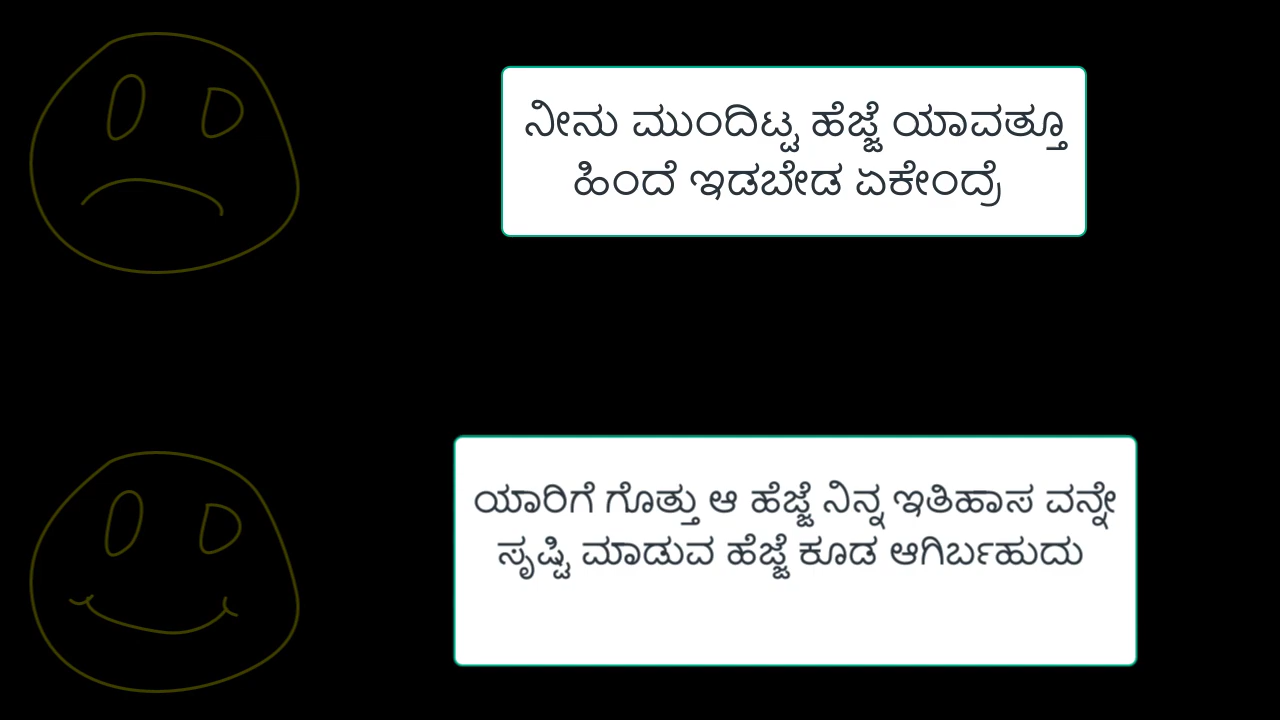 ನೀನು ಮುಂದಿಟ್ಟ ಹೆಜ್ಜೆ ಯಾವತ್ತೂ
ಹಿಂದೆ ಇಡಬೇಡ ಏಕೇಂದ್ರೆ
ಯಾರಿಗೆ ಗೊತ್ತು ಆ ಹೆಜ್ಜೆ ನಿನ್ನ ಇತಿಹಾಸ ವನ್ನೇ
ಸೃಷ್ಟಿ ಮಾಡುವ ಹೆಜ್ಜೆ ಕೂಡ ಆಗಿರ್ಬಹುದು